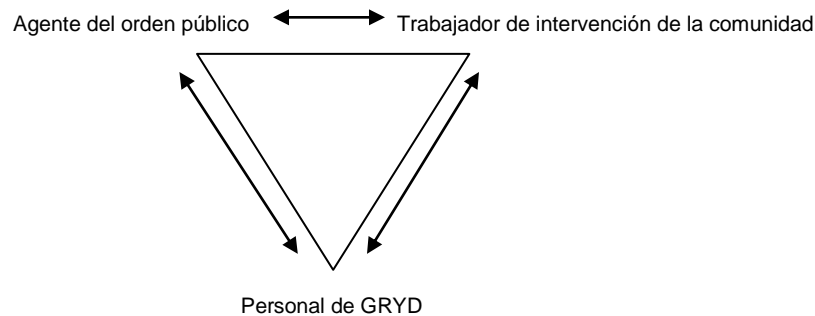 Agente del orden público
Trabajador de intervención de la comunidad
Personal de GRYD